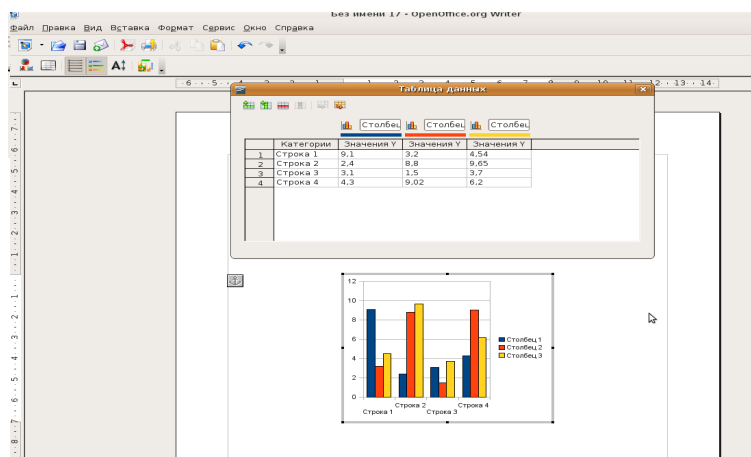 Без имени 17 - OpenOffice.org Writer
Файл Правка Вид Вставка Формат Сервис Окно Справка
Таблица данных
Столбец Столбец Столбец
Категории Значения Y Значения Y Значения Y
1 Строка 1 9,1 3,2 4,54
2 Строка 2 2,4 8,8 9,65
3 Строка 3 3,1 1,5 3,7
4 Строка 4 4,3 9,02 6,2
12
10
8
6
4
2
0
Столбец 1
Столбец 2
Столбец 3
Строка 2 Строка 4
Строка 1 Строка 3